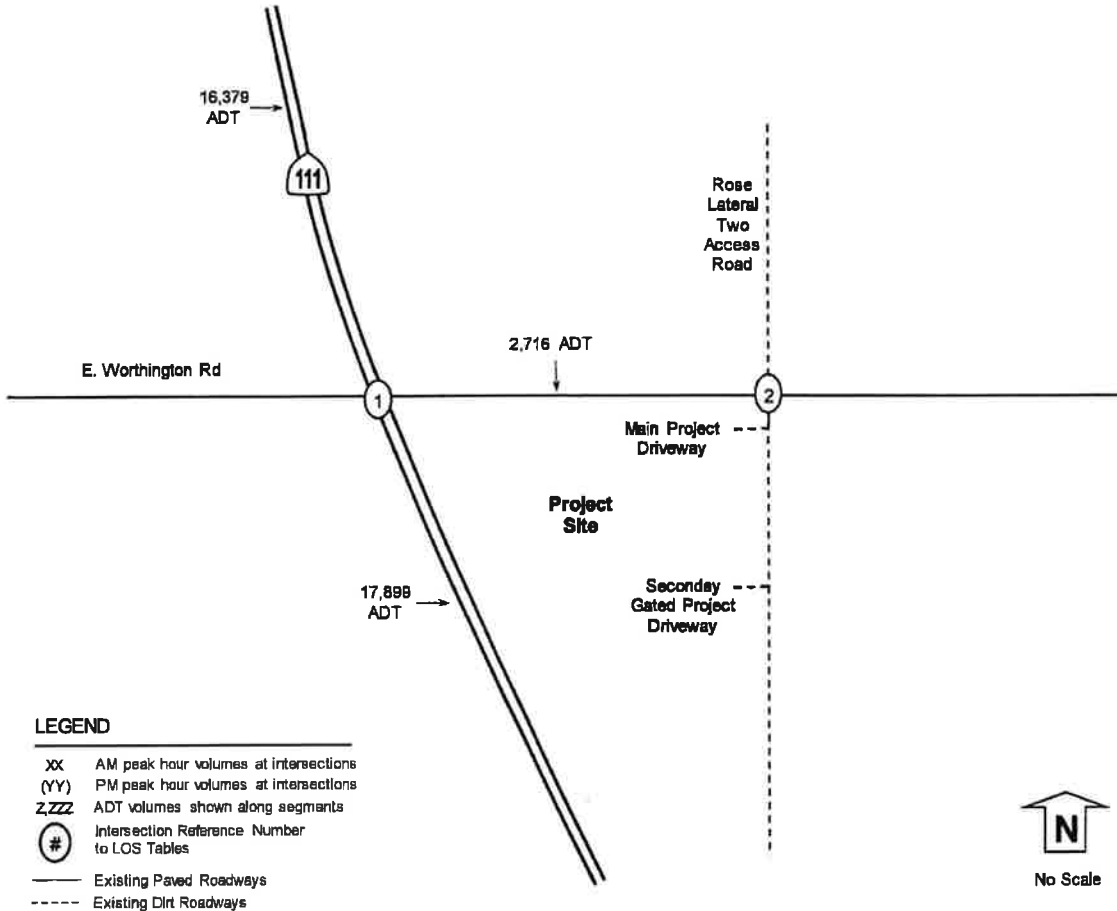 16,379
ADT
111
Rose
Lateral
Two
Access
Road
2,716 ADT
E. Worthington Rd
1
2
Main Project
Driveway
Project
Site
17,899
ADT
Seconday
Gated Project
Driveway
LEGEND
XX AM peak hour volumes at intersections
(YY) PM peak hour volumes at intersections
Z,ZZZ ADT volumes shown along segments
# Intersection Reference Number
to LOS Tables
Existing Paved Roadways
Existing Dirt Roadways
N
No Scale